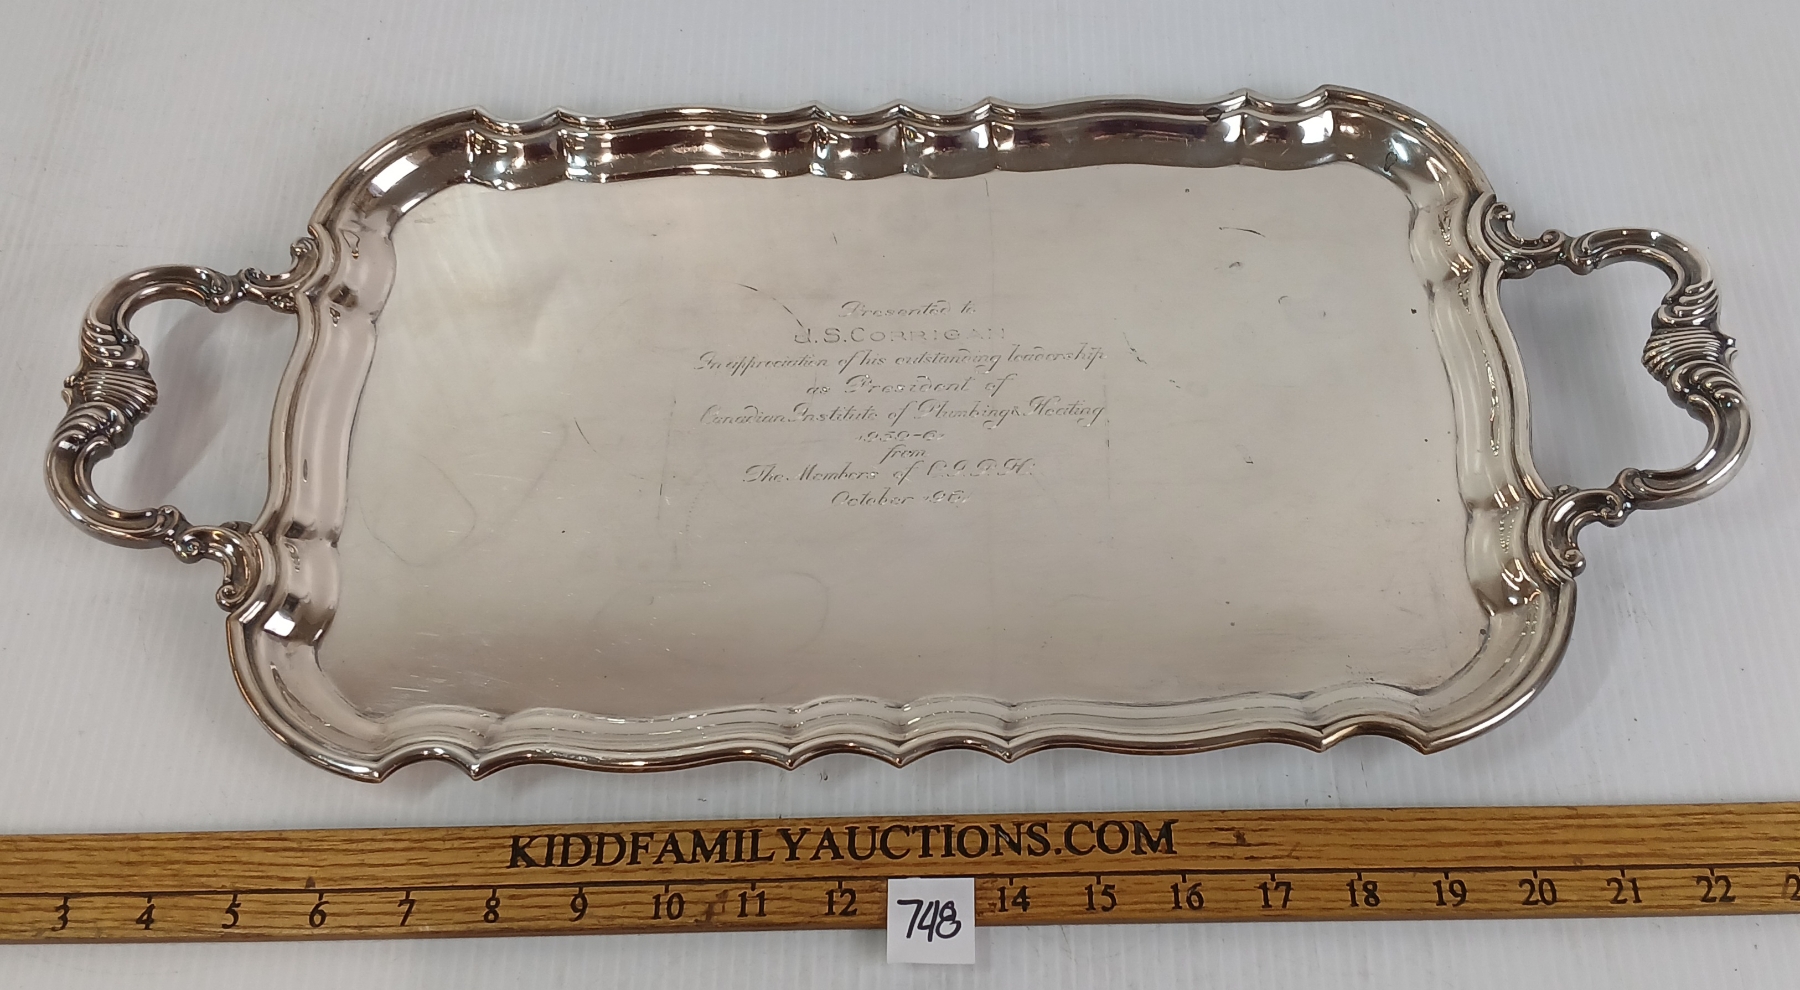 Presented to
J.S. CORRIGAN
In appreciation of his outstanding leadership
as President of
Canadian Institute of Plumbing & Heating
from
The Members of C.I.P.H.
October
KIDDFAMILYAUCTIONS.COM
3 4 5 6 7 8 9 10 11 12 14 15 16 17 18 19 20 21 22
748